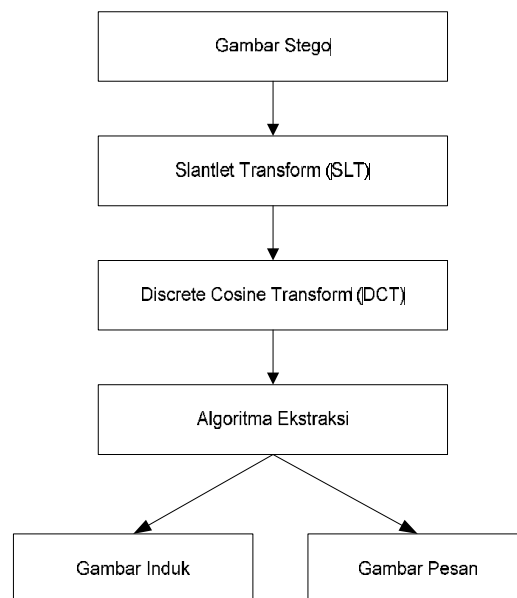 Gambar Stego
Slantlet Transform (SLT)
Discrete Cosine Transform (DCT)
Algoritma Ekstraksi
Gambar Induk
Gambar Pesan